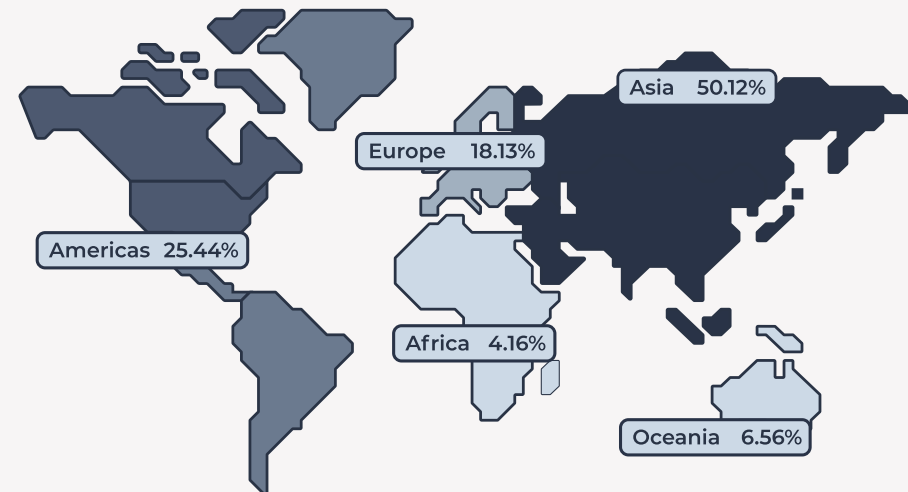 Asia 50.12%
Europe 18.13%
Americas 25.44%
Africa 4.16%
Oceania 6.56%